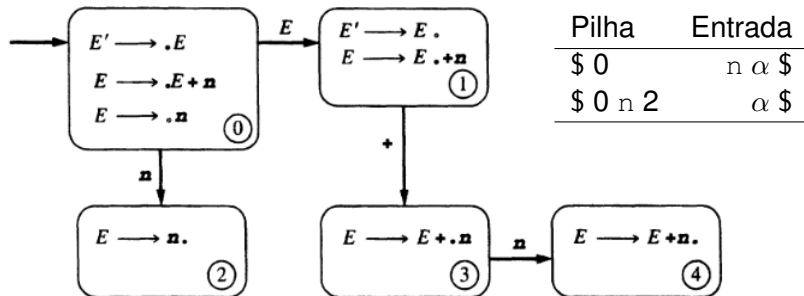 E' → .E
E → .E + n
E → .n
0
E
E' → E .
E → E .+n
1
Pilha Entrada
$ 0 n α $
$ 0 n 2 α $
n
+
E → n.
2
E → E + .n
3
n
E → E+n.
4